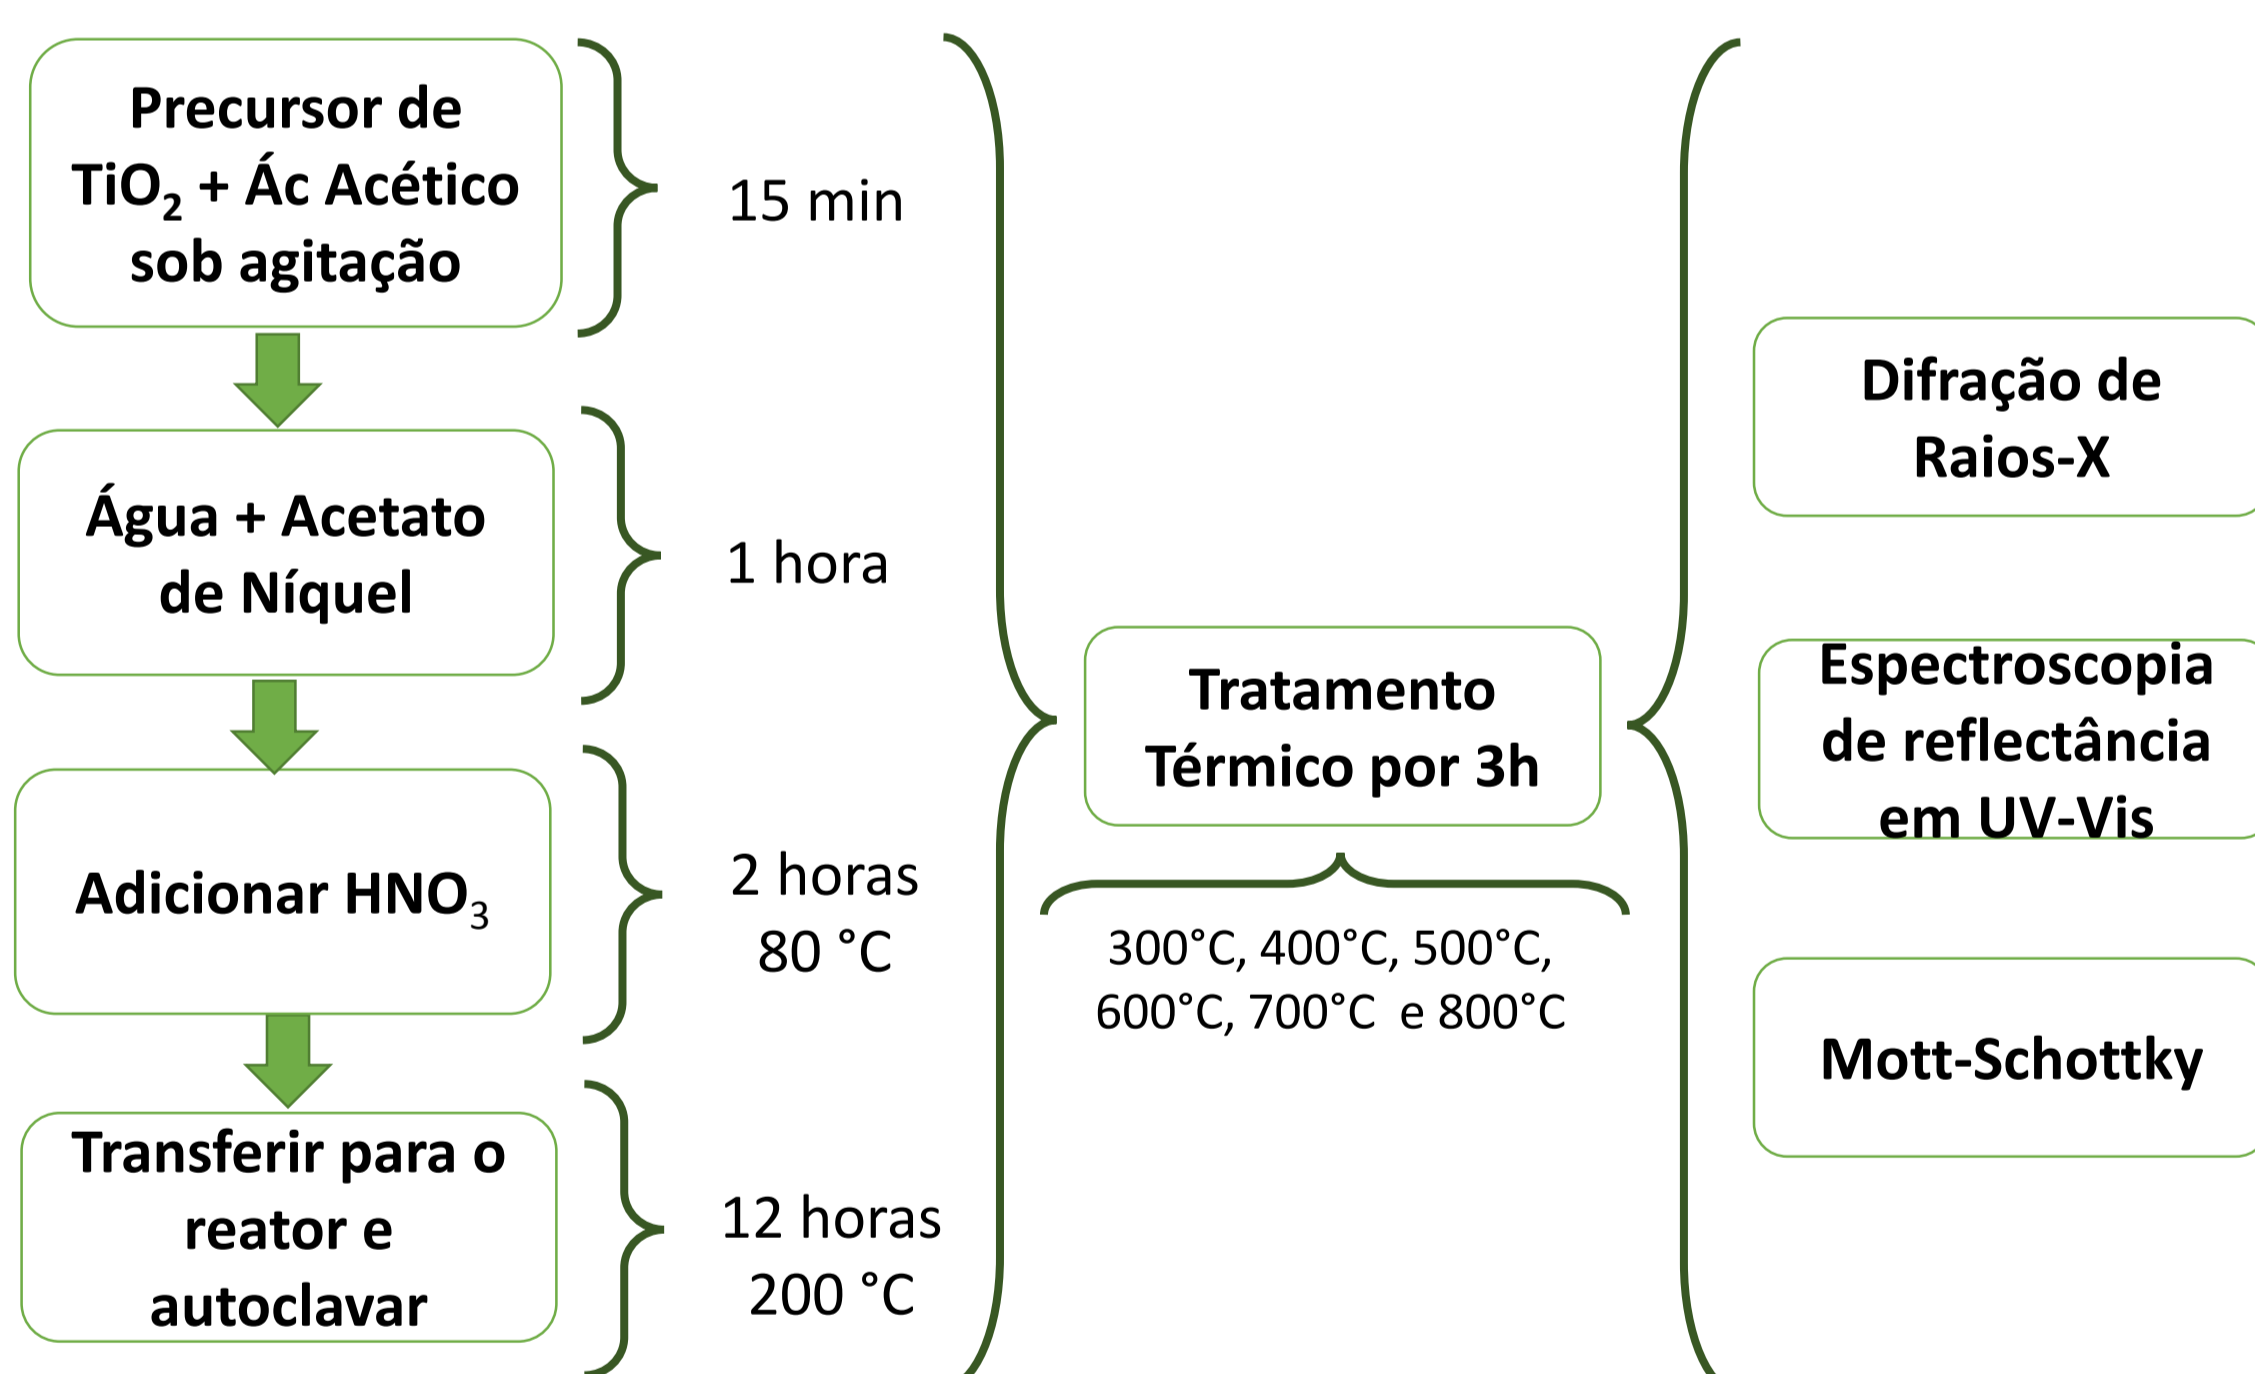 Precursor de
TiO₂ + Ác Acético
sob agitação
15 min
Água + Acetato
de Níquel
1 hora
Adicionar HNO₃
2 horas
80 °C
Transferir para o
reator e
autoclavar
12 horas
200 °C
Tratamento
Térmico por 3h
300°C, 400°C, 500°C,
600°C, 700°C e 800°C
Difração de
Raios-X
Espectroscopia
de reflectância
em UV-Vis
Mott-Schottky